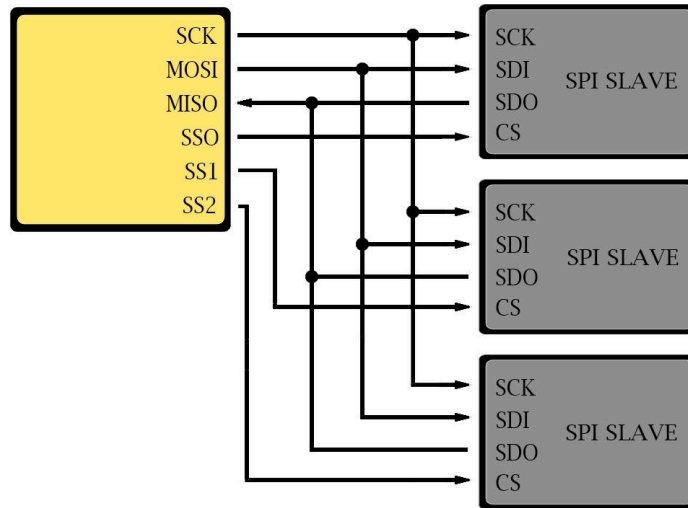 SCK
MOSI
MISO
SSO
SS1
SS2
SCK
SDI
SDO
CS
SPI SLAVE
SCK
SDI
SDO
CS
SPI SLAVE
SCK
SDI
SDO
CS
SPI SLAVE